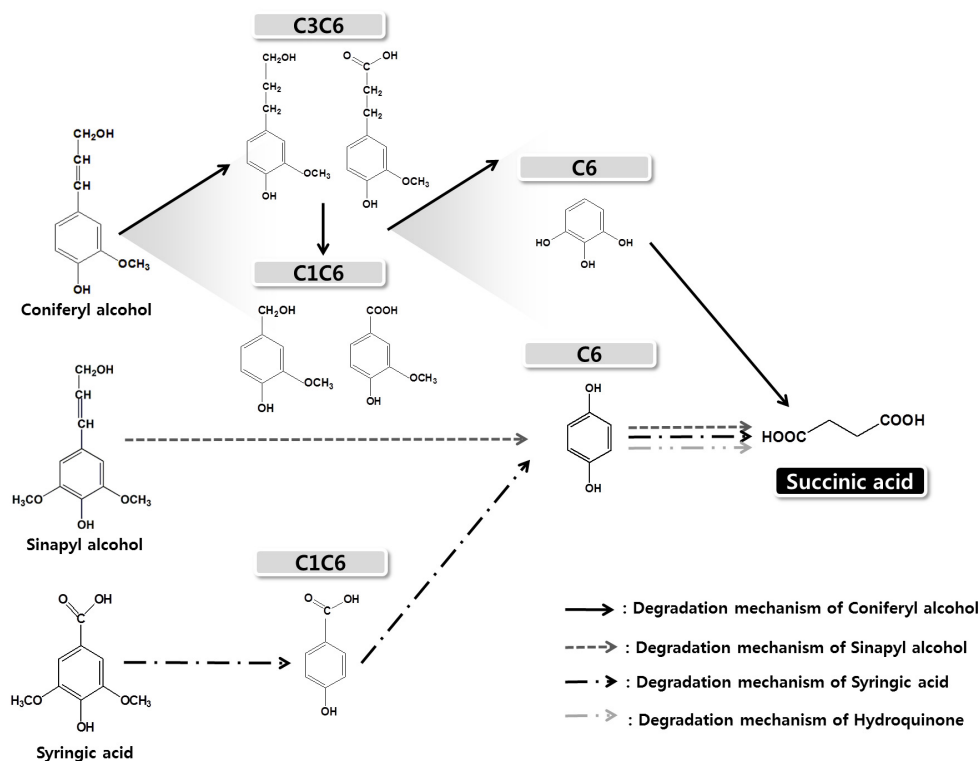 C3C6
CH₂OH
CH₂
CH₂
OCH₃
OH
O
OH
C
CH₂
CH₂
OCH₃
OH
CH₂OH
CH
CH
OCH₃
OH
Coniferyl alcohol
C6
HO
OH
OH
C1C6
CH₂OH
OCH₃
OH
COOH
OCH₃
OH
C6
OH
OH
CH₂OH
CH
CH
H₃CO
OCH₃
OH
Sinapyl alcohol
HOOC
COOH
Succinic acid
C1C6
O
OH
C
OH
O
OH
C
H₃CO
OCH₃
OH
Syringic acid
: Degradation mechanism of Coniferyl alcohol
: Degradation mechanism of Sinapyl alcohol
: Degradation mechanism of Syringic acid
: Degradation mechanism of Hydroquinone